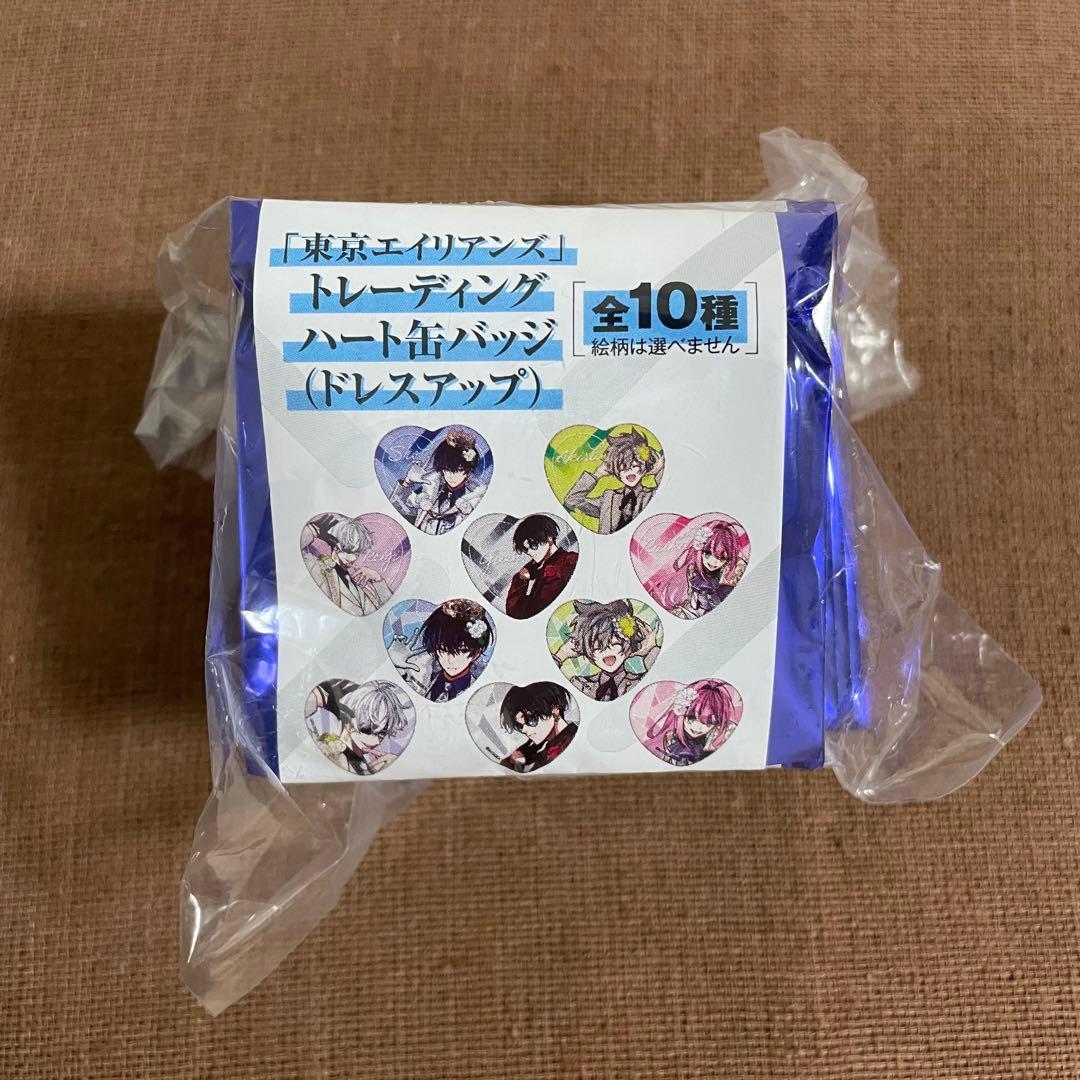 「東京エイリアンズ」
トレーディング
ハート缶バッジ
(ドレスアップ)
全10種
絵柄は選べません